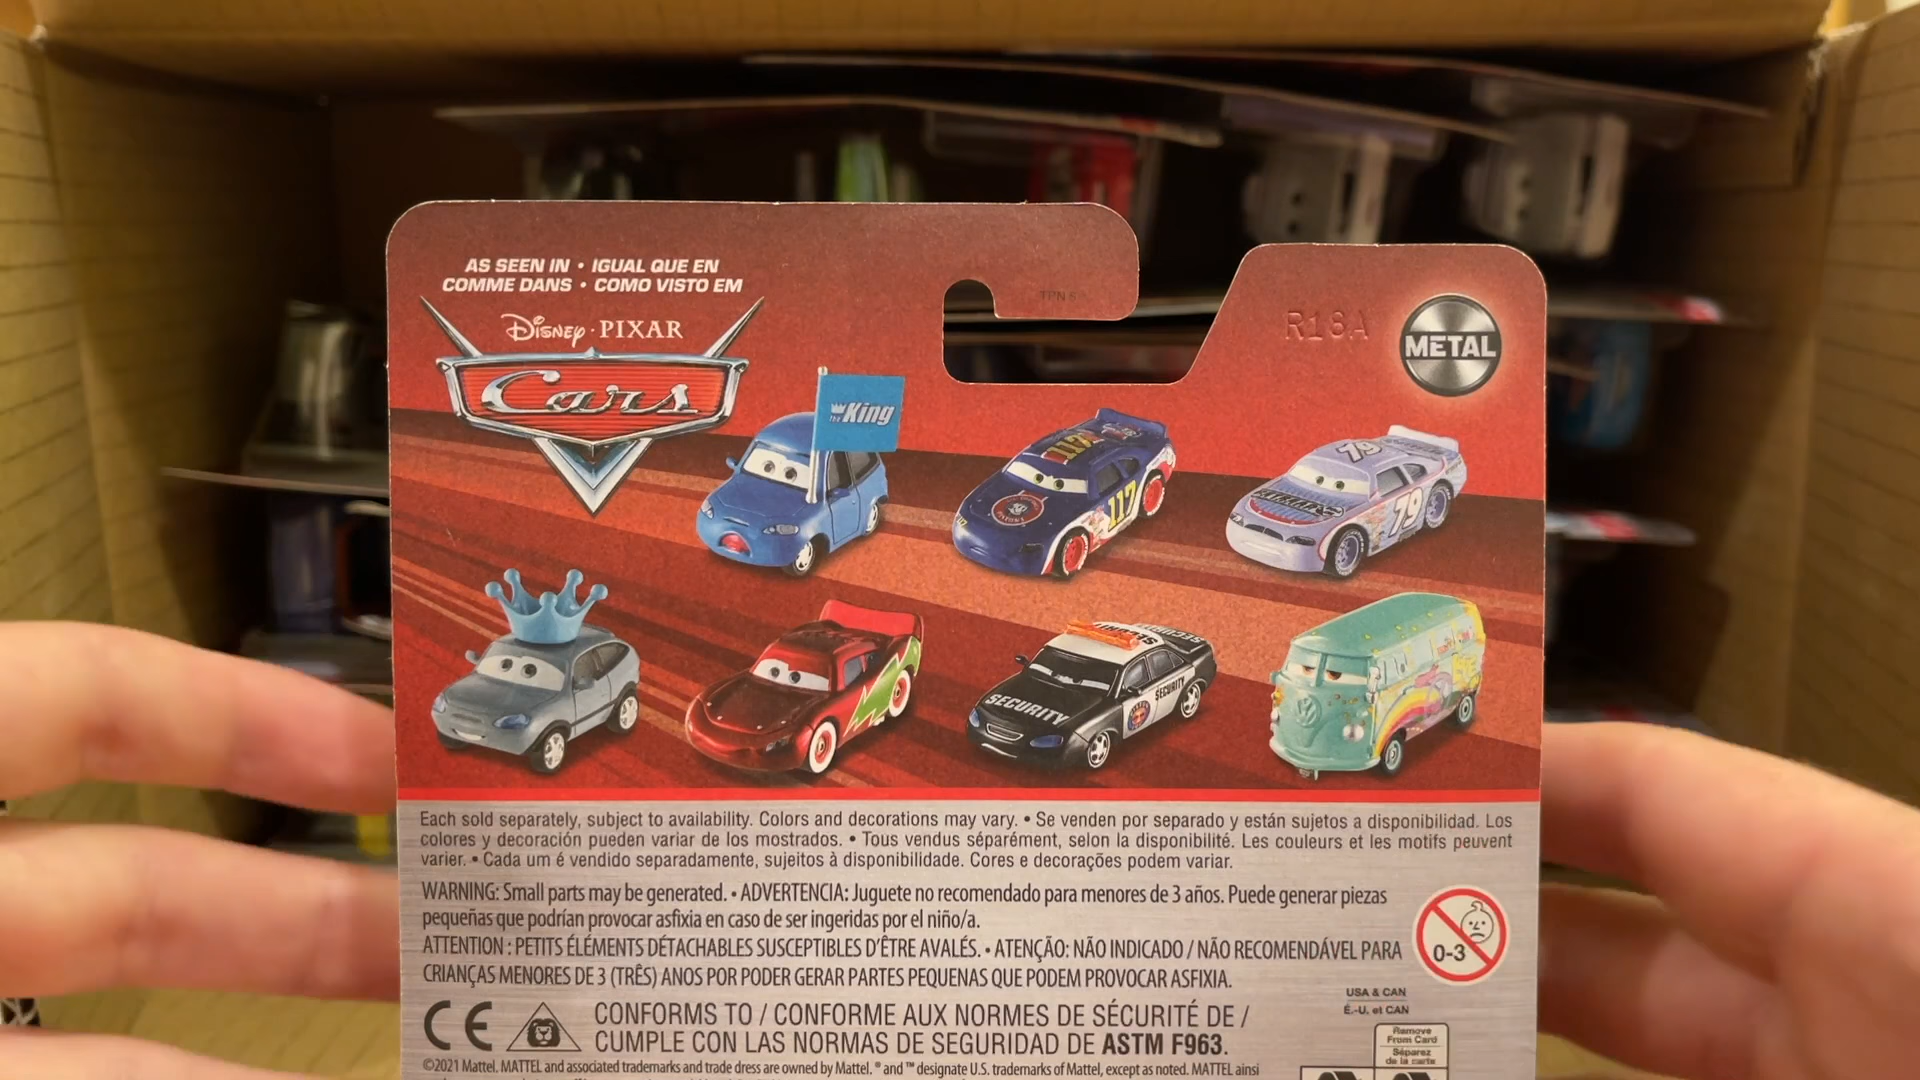 AS SEEN IN • IGUAL QUE EN
COMME DANS • COMO VISTO EM
Disney · PIXAR
Cars
R18A
METAL
the King
117
117
79
79
SECURITY
SECURITY
SECURITY
Each sold separately, subject to availability. Colors and decorations may vary. • Se venden por separado y están sujetos a disponibilidad. Los
colores y decoración pueden variar de los mostrados. • Tous vendus séparément, selon la disponibilité. Les couleurs et les motifs peuvent
varier. • Cada um é vendido separadamente, sujeitos à disponibilidade. Cores e decorações podem variar.
WARNING: Small parts may be generated. • ADVERTENCIA: Juguete no recomendado para menores de 3 años. Puede generar piezas
pequeñas que podrían provocar asfixia en caso de ser ingeridas por el niño/a.
ATTENTION : PETITS ÉLÉMENTS DÉTACHABLES SUSCEPTIBLES D'ÊTRE AVALÉS. • ATENÇÃO: NÃO INDICADO / NÃO RECOMENDÁVEL PARA
CRIANÇAS MENORES DE 3 (TRÊS) ANOS POR PODER GERAR PARTES PEQUENAS QUE PODEM PROVOCAR ASFIXIA.
0-3
USA & CAN
É.-U. et CAN
Remove
From Card
Séparez
de la carte
CE
CONFORMS TO / CONFORME AUX NORMES DE SÉCURITÉ DE /
CUMPLE CON LAS NORMAS DE SEGURIDAD DE ASTM F963.
©2021 Mattel. MATTEL and associated trademarks and trade dress are owned by Mattel. ® and ™ designate U.S. trademarks of Mattel, except as noted. MATTEL ainsi